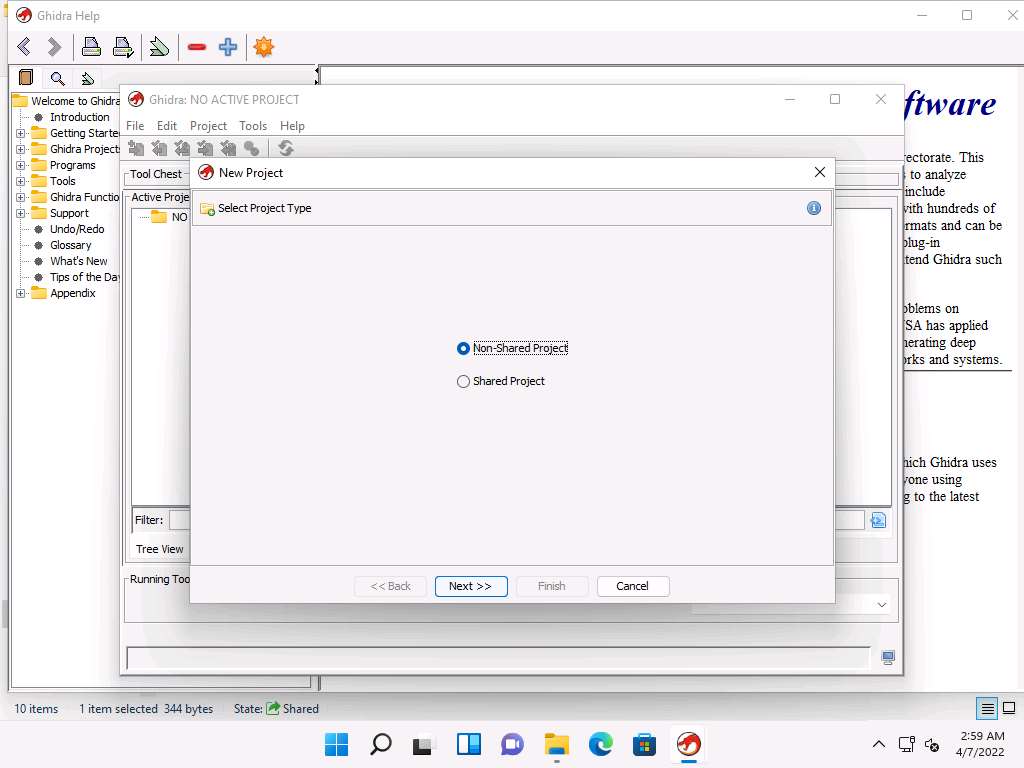 Ghidra Help
Welcome to Ghidra
Introduction
Getting Starte
Ghidra Project
Programs
Tools
Ghidra Functio
Support
Undo/Redo
Glossary
What's New
Tips of the Da
Appendix
ftware
rectorate. This
to analyze
include
with hundreds of
rmats and can be
plug-in
tend Ghidra such
oblems on
SA has applied
nerating deep
orks and systems.
hich Ghidra uses
yone using
g to the latest
Ghidra: NO ACTIVE PROJECT
File Edit Project Tools Help
Tool Chest
Active Proje
NO
Filter:
Tree View
Running Too
New Project
Select Project Type
Non-Shared Project
Shared Project
<< Back Next >> Finish Cancel
10 items 1 item selected 344 bytes State: Shared
2:59 AM
4/7/2022